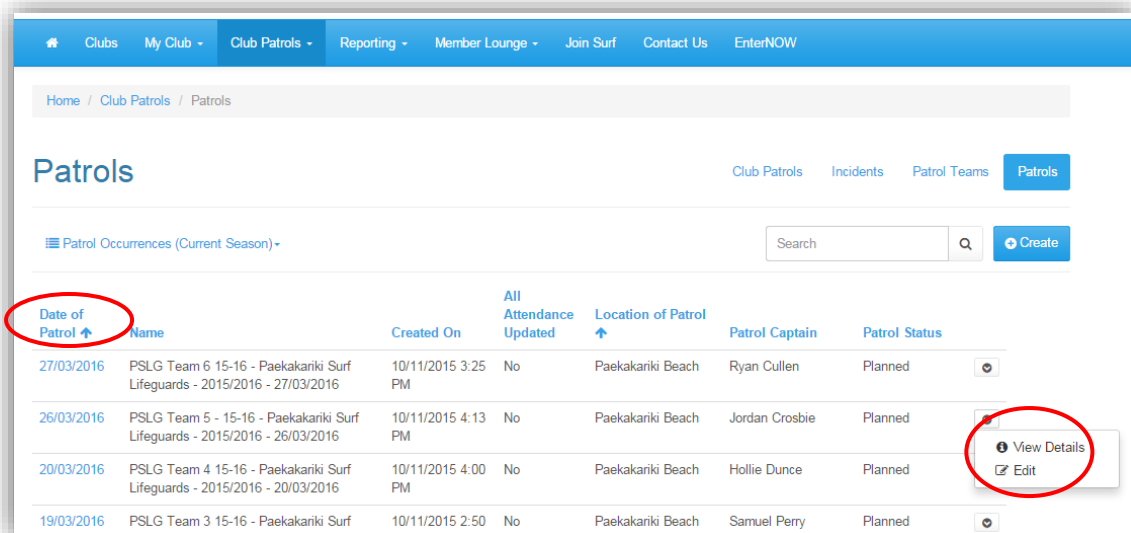 Clubs My Club Club Patrols Reporting Member Lounge Join Surf Contact Us EnterNOW
Home / Club Patrols / Patrols
Patrols
Club Patrols Incidents Patrol Teams Patrols
Patrol Occurrences (Current Season)
Search
Create
Date of
Patrol
Name
Created On
All
Attendance
Updated
Location of Patrol
Patrol Captain
Patrol Status
27/03/2016 PSLG Team 6 15-16 - Paekakariki Surf 10/11/2015 3:25 No Paekakariki Beach Ryan Cullen Planned
Lifeguards - 2015/2016 - 27/03/2016 PM
26/03/2016 PSLG Team 5 - 15-16 - Paekakariki Surf 10/11/2015 4:13 No Paekakariki Beach Jordan Crosbie Planned
Lifeguards - 2015/2016 - 26/03/2016 PM
View Details
Edit
20/03/2016 PSLG Team 4 15-16 - Paekakariki Surf 10/11/2015 4:00 No Paekakariki Beach Hollie Dunce Planned
Lifeguards - 2015/2016 - 20/03/2016 PM
19/03/2016 PSLG Team 3 15-16 - Paekakariki Surf 10/11/2015 2:50 No Paekakariki Beach Samuel Perry Planned